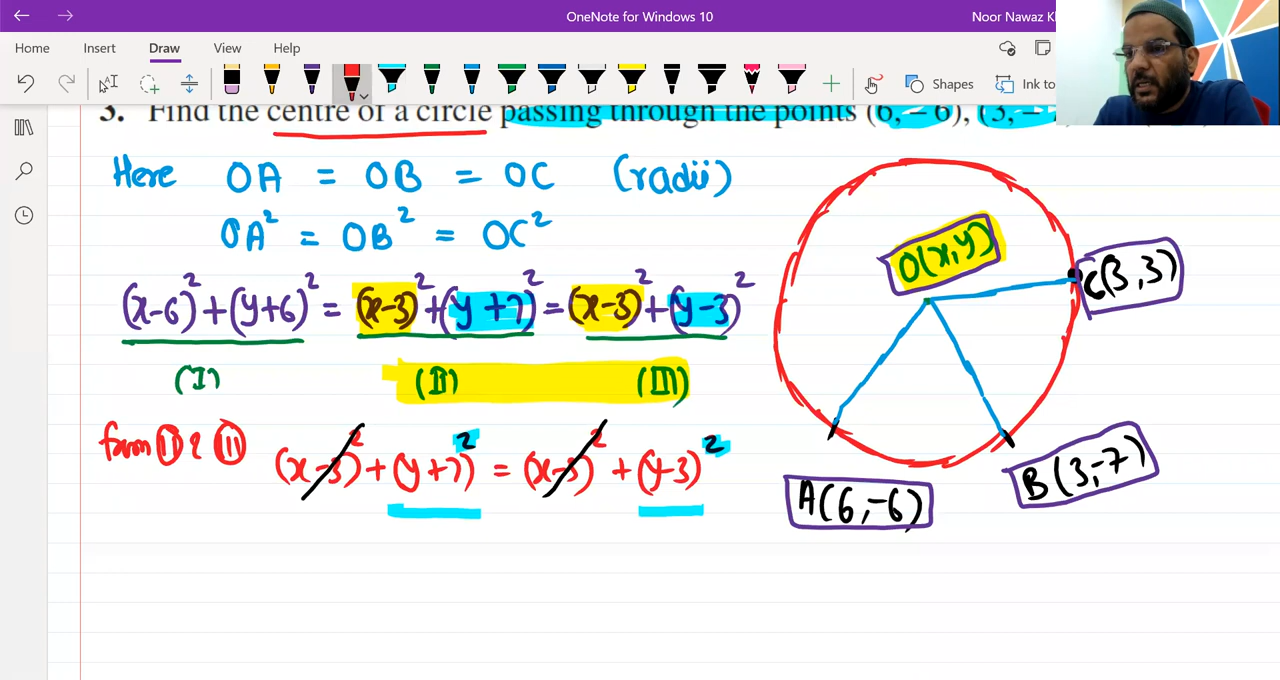 OneNote for Windows 10
Noor Nawaz
Home Insert Draw View Help
Shapes Ink to
3. Find the centre of a circle passing through the points (6, – 6), (3, –
Here OA = OB = OC (radii)
OA² = OB² = OC²
(x-6)² + (y+6)² = (x-3)² + (y+7)² = (x-3)² + (y-3)²
(I) (II) (III)
from (II) & (III) (x-3)² + (y+7)² = (x-3)² + (y-3)²
O(x,y)
C(3,3)
B(3,-7)
A(6,-6)